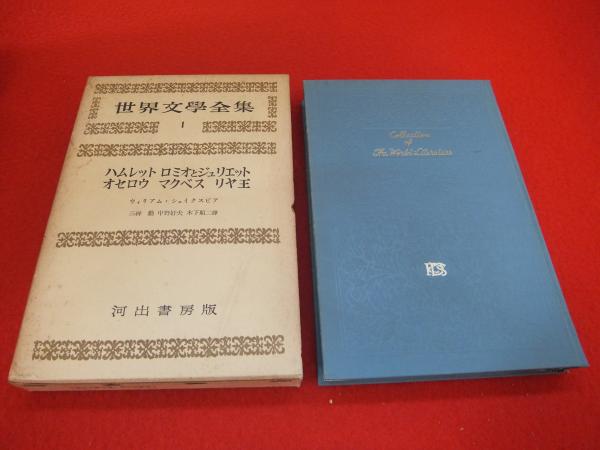 世界文學全集
1
ハムレット ロミオとジュリエット
オセロウ マクベス リヤ王
ウィリアム・シェイクスピア
三神 勲 中野好夫 木下順二譯
河出書房版
Collection
of
The World Literature